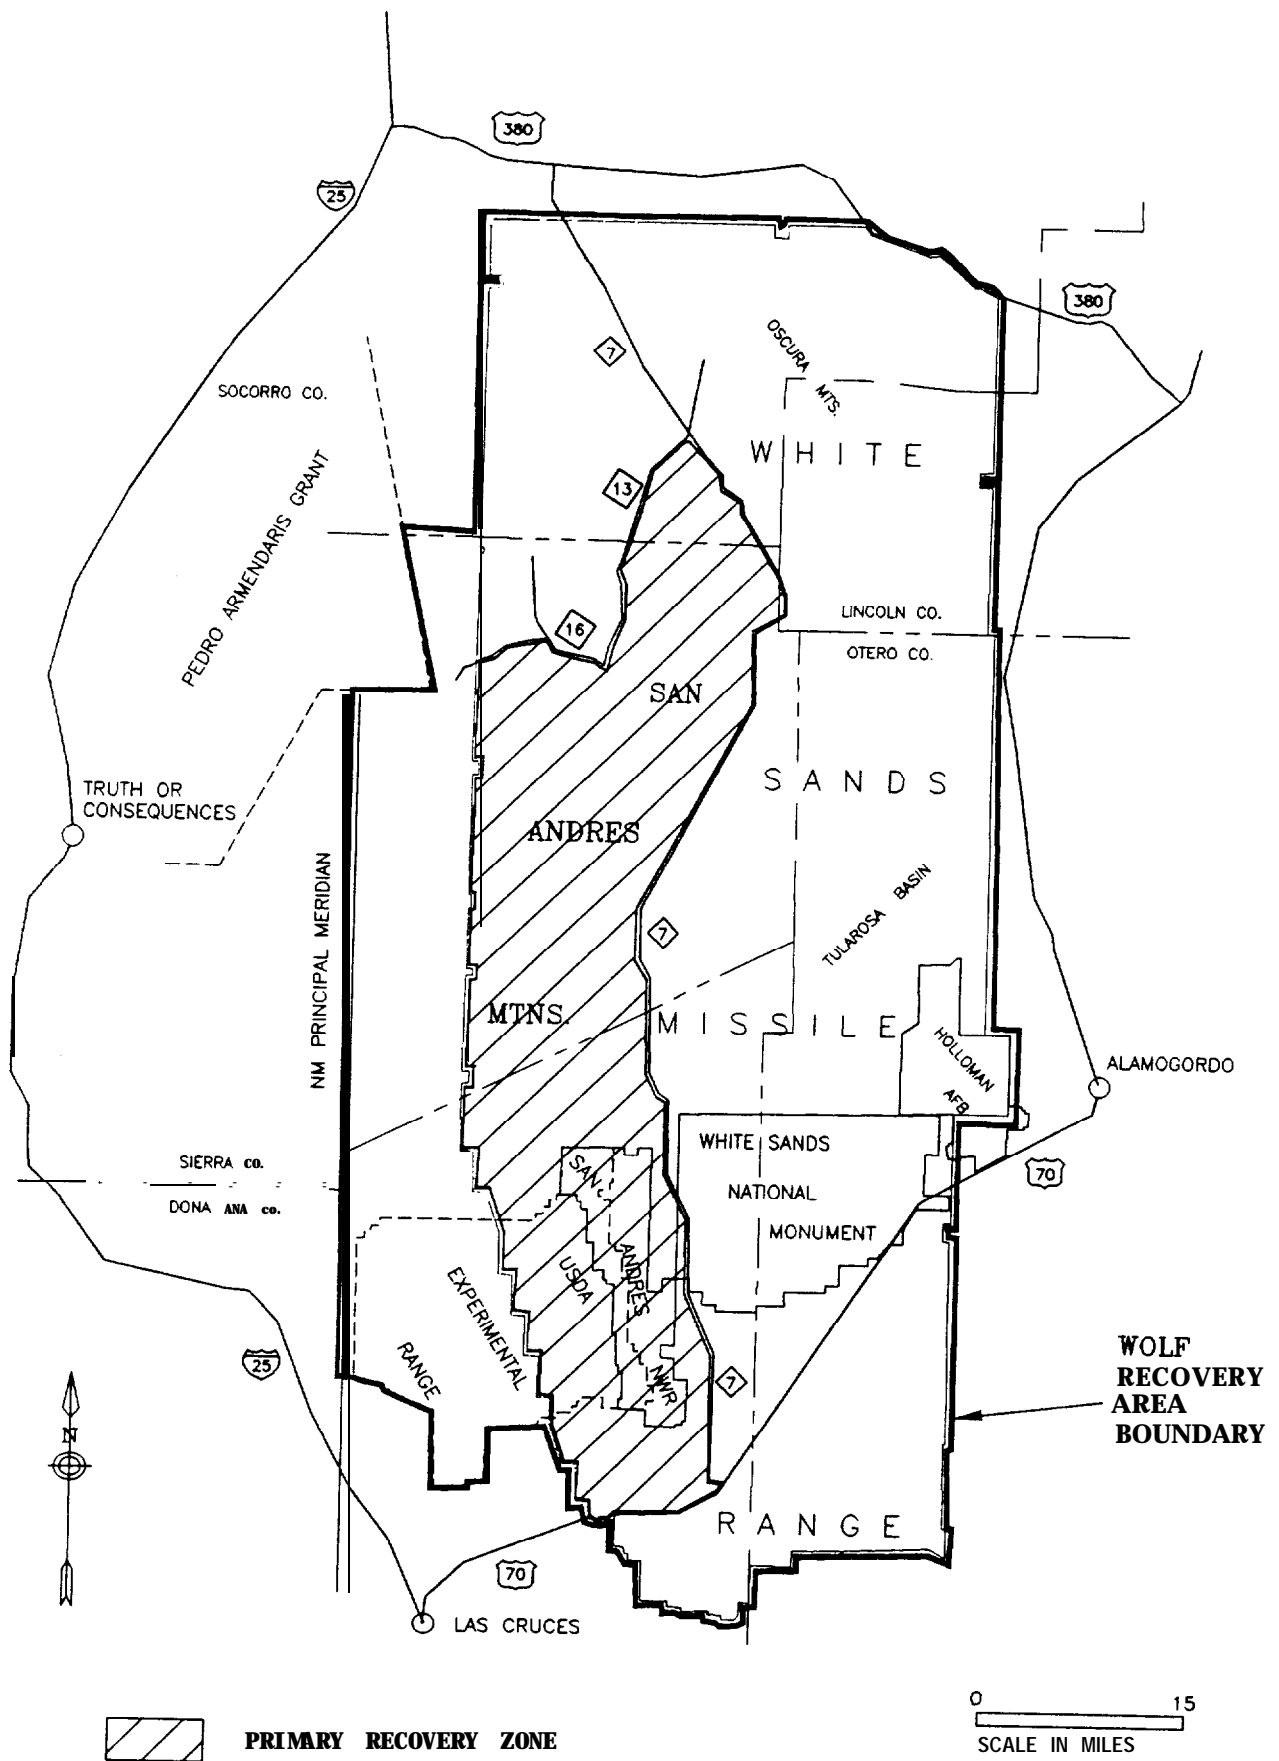 380
25
380
OSCURA MTS.
7
SOCORRO CO.
WHITE
PEDRO ARMENDARIS GRANT
13
16
LINCOLN CO.
OTERO CO.
SAN
SANDS
TRUTH OR
CONSEQUENCES
ANDRES
NM PRINCIPAL MERIDIAN
TULAROSA BASIN
7
MTNS.
MISSILE
HOLLOMAN
AFB
ALAMOGORDO
WHITE SANDS
NATIONAL
MONUMENT
70
SIERRA CO.
DONA ANA CO.
SAN
ANDRES
NWR
USDA
EXPERIMENTAL
RANGE
25
7
WOLF
RECOVERY
AREA
BOUNDARY
N
RANGE
70
LAS CRUCES
PRIMARY RECOVERY ZONE
0 15
SCALE IN MILES